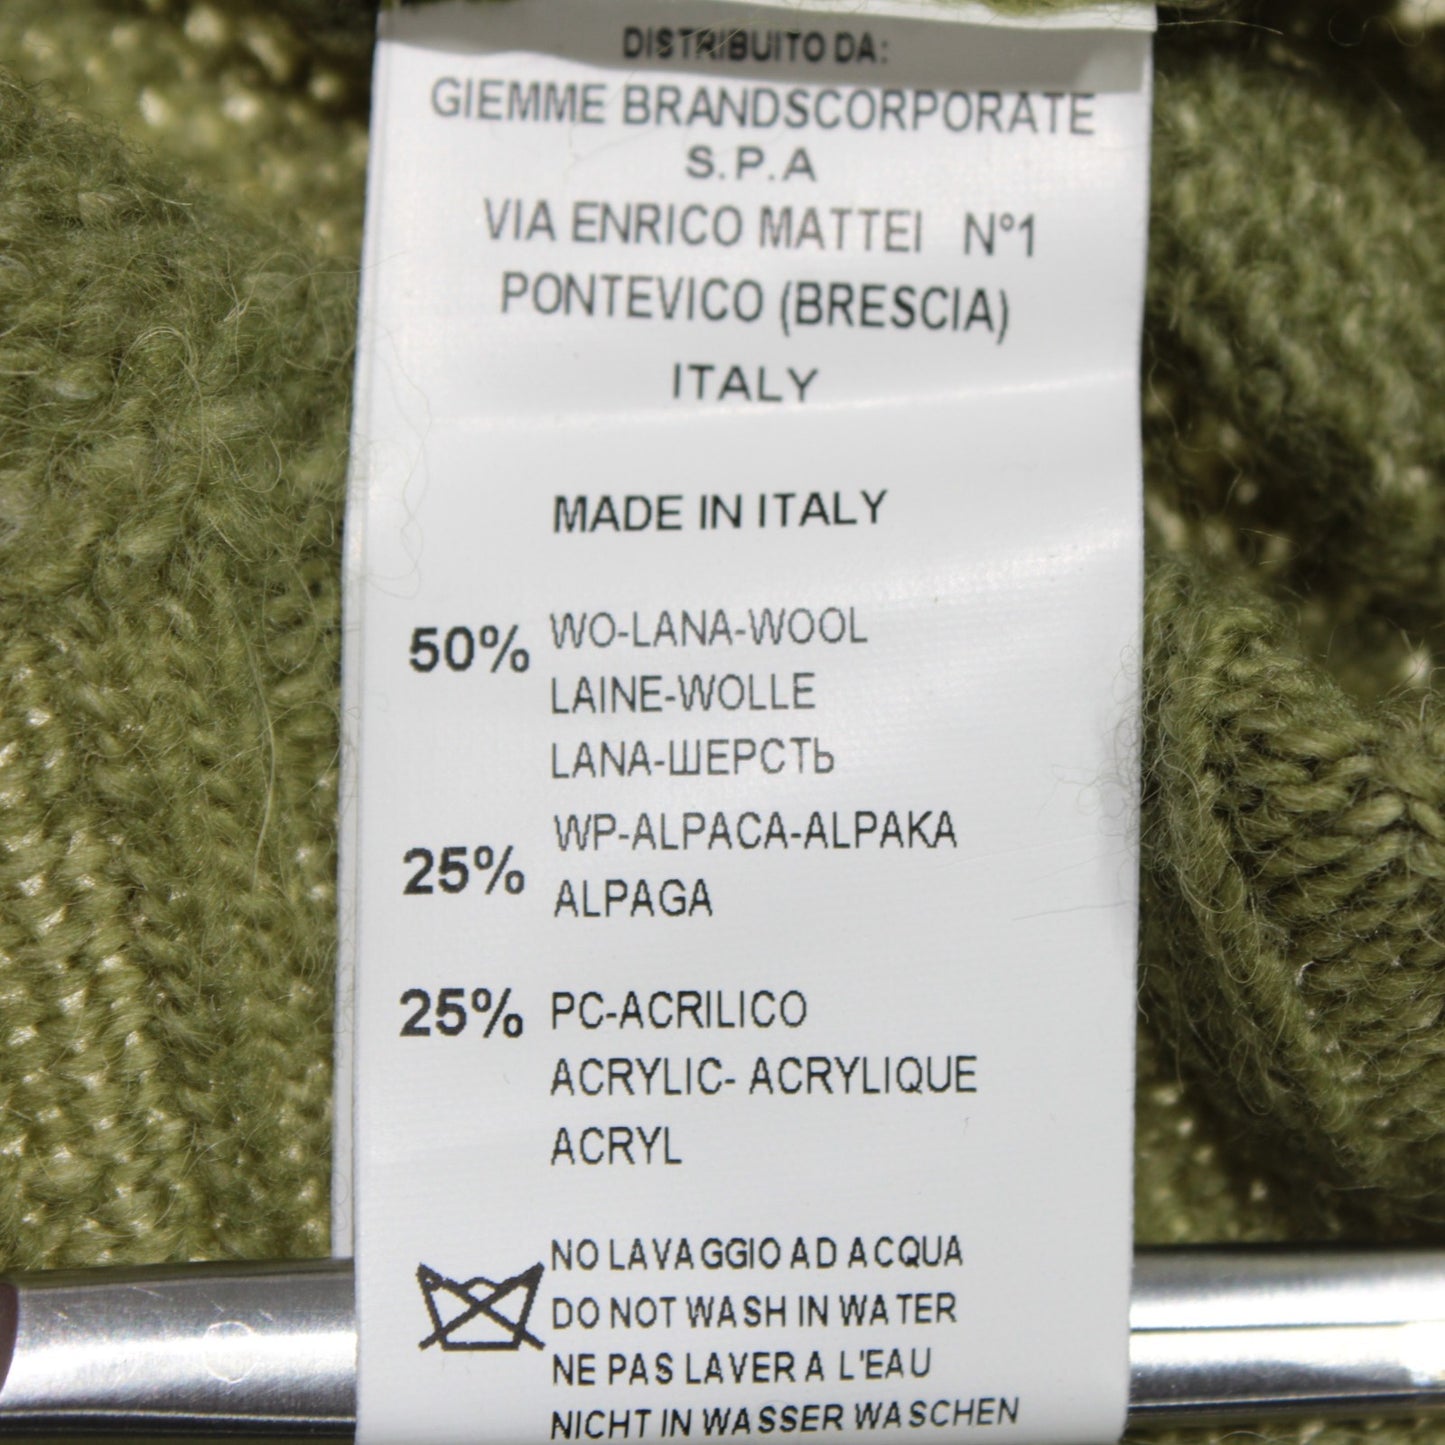 DISTRIBUITO DA:
GIEMME BRANDSCORPORATE
S.P.A
VIA ENRICO MATTEI N°1
PONTEVICO (BRESCIA)
ITALY
MADE IN ITALY
50% WO-LANA-WOOL
LAINE-WOLLE
LANA-ШЕРСТЬ
WP-ALPACA-ALPAKA
25% ALPAGA
25% PC-ACRILICO
ACRYLIC- ACRYLIQUE
ACRYL
NO LAVAGGIO AD ACQUA
DO NOT WASH IN WATER
NE PAS LAVER A L'EAU
NICHT IN WASSER WASCHEN